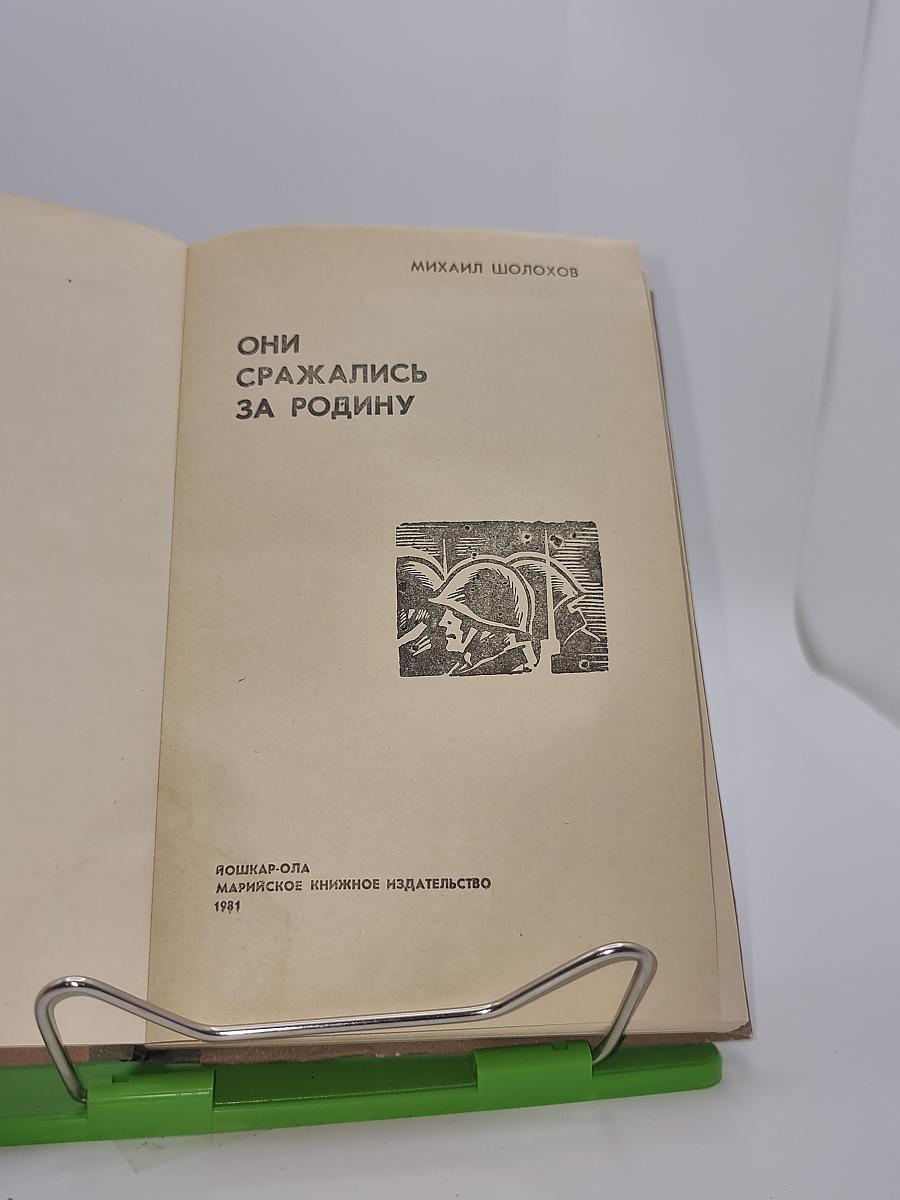 МИХАИЛ ШОЛОХОВ
ОНИ
СРАЖАЛИСЬ
ЗА РОДИНУ
ЙОШКАР-ОЛА
МАРИЙСКОЕ КНИЖНОЕ ИЗДАТЕЛЬСТВО
1981